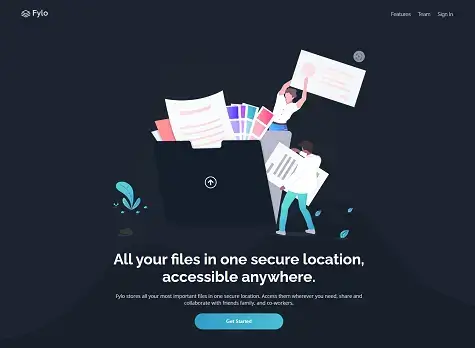 Fylo
Features Team Sign In
All your files in one secure location,
accessible anywhere.
Fylo stores all your most important files in one secure location. Access them wherever you need, share and
collaborate with friends family, and co-workers.
Get Started